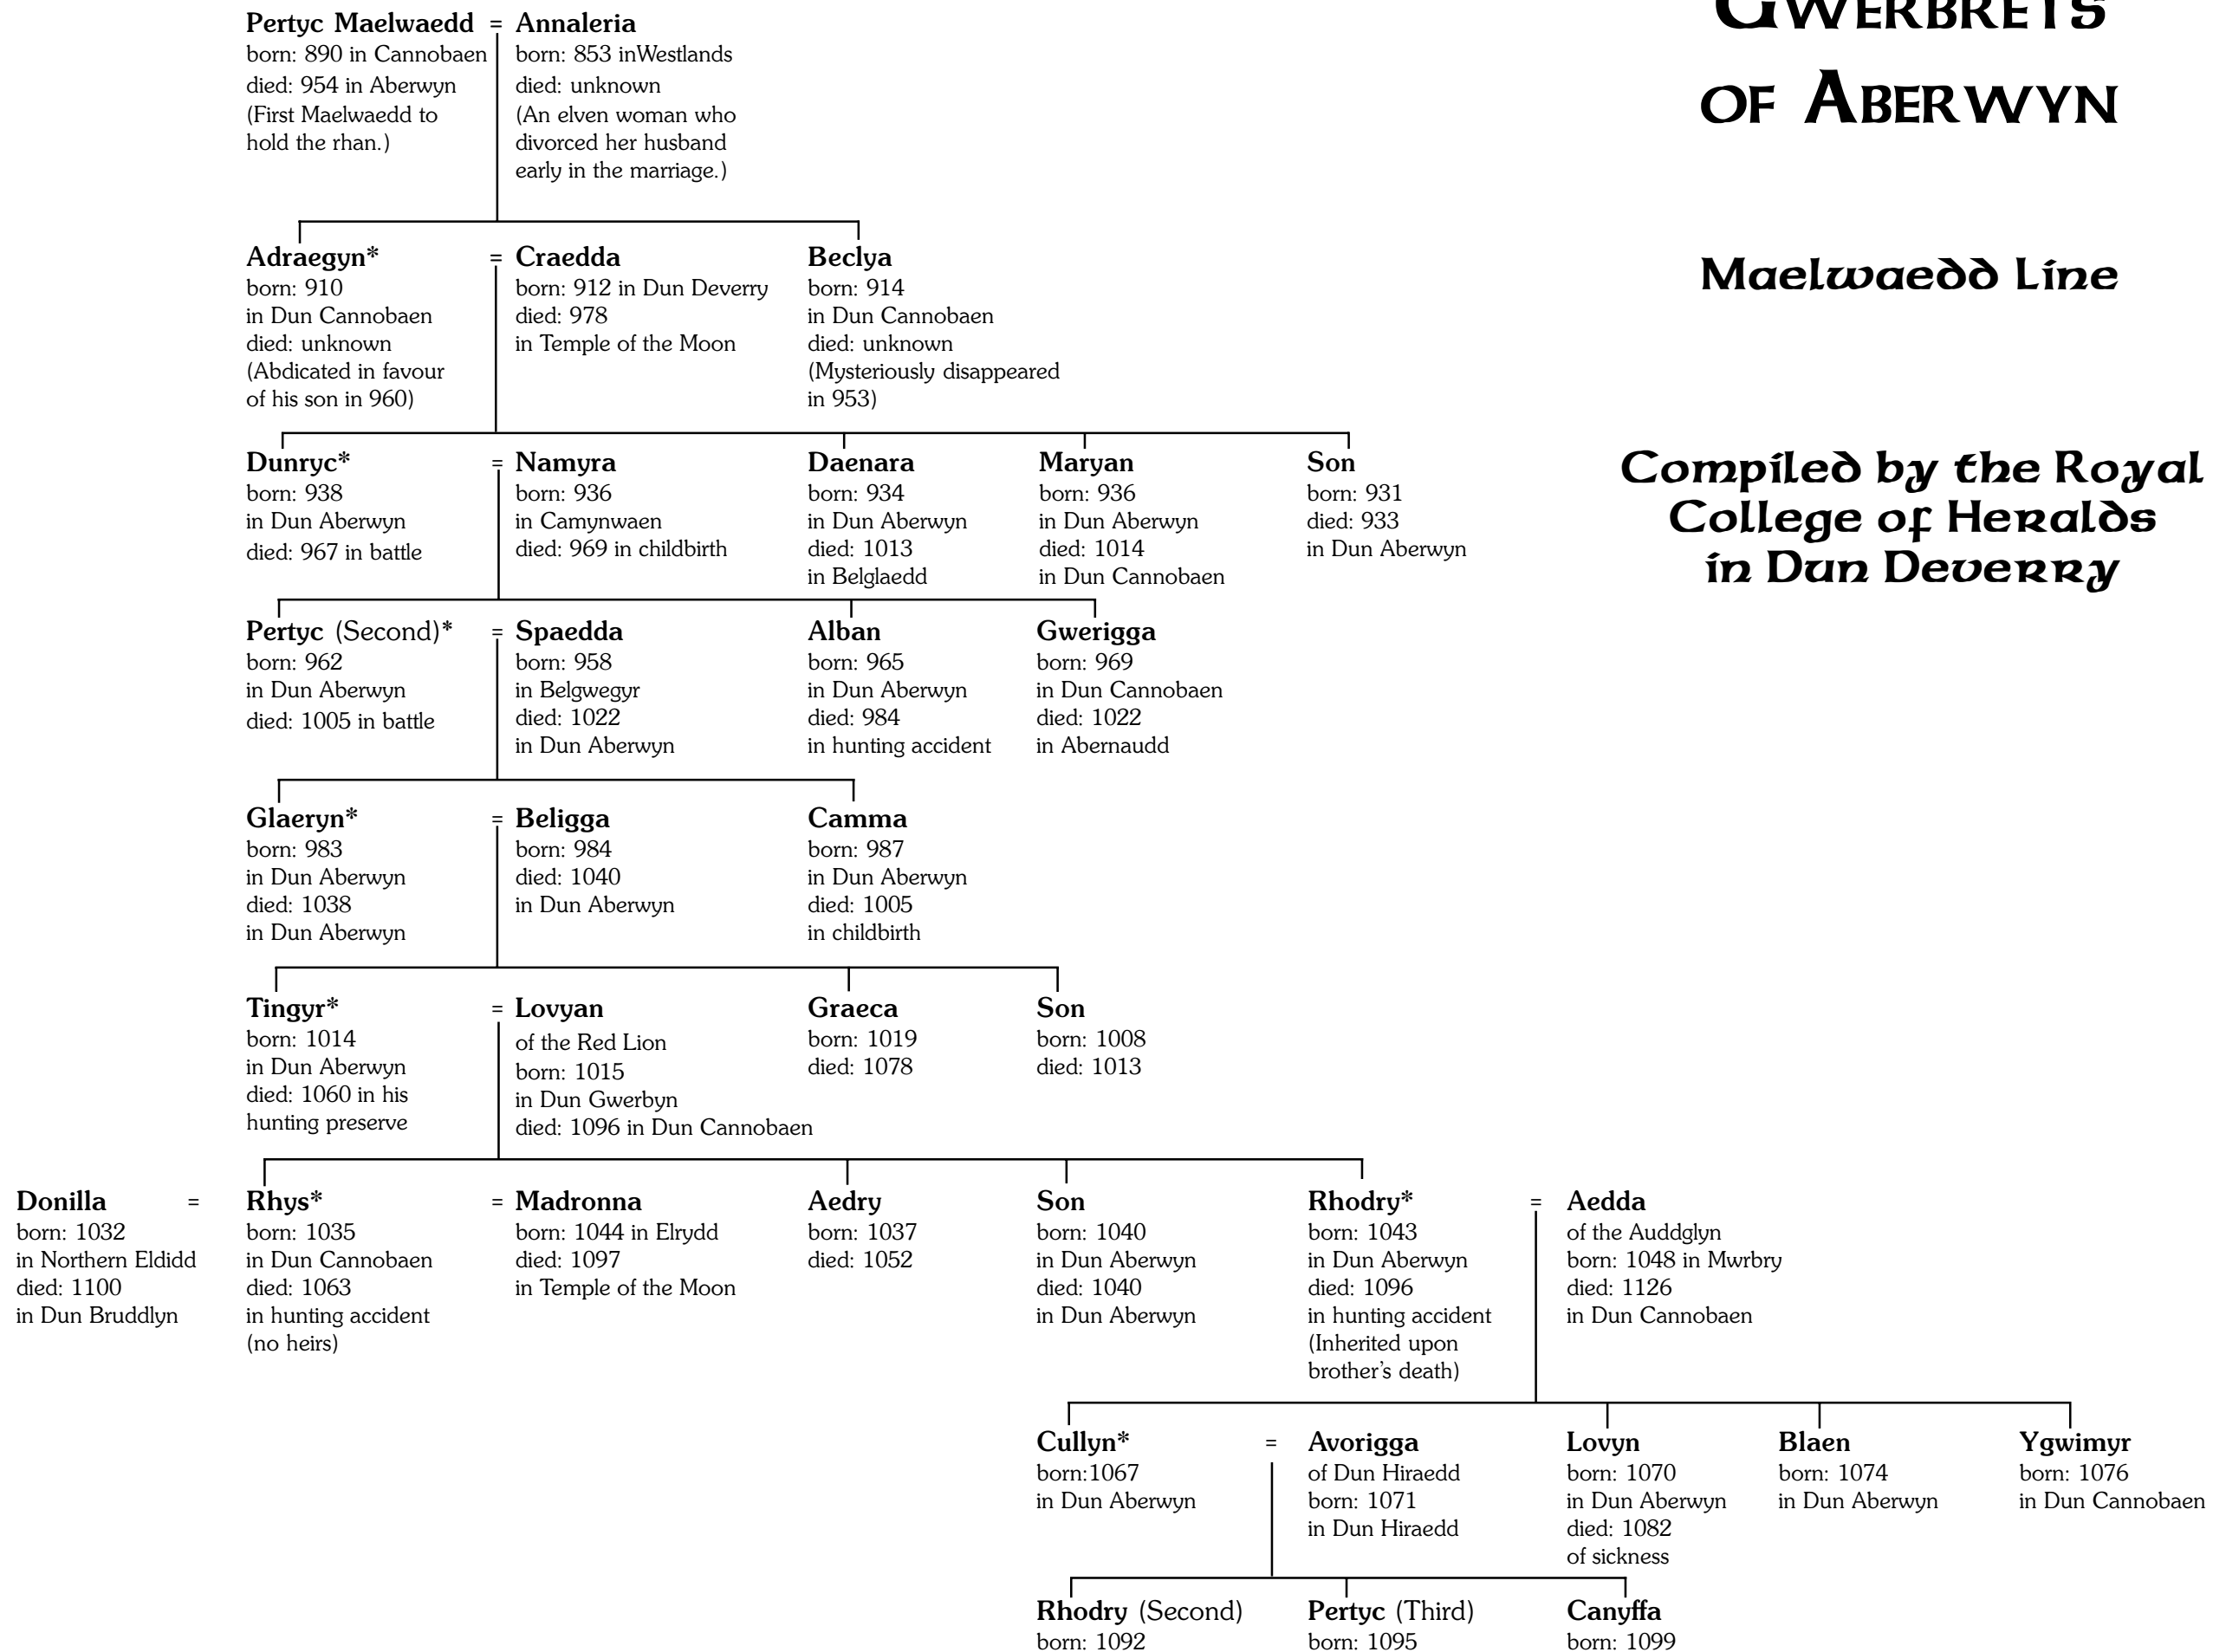 GWERBRETS
OF ABERWYN
Maelwaedd Line
Compiled by the Royal
College of Heralds
in Dun Deverry
Pertyc Maelwaedd
born: 890 in Cannobaen
died: 954 in Aberwyn
(First Maelwaedd to
hold the rhan.)
=
Annaleria
born: 853 inWestlands
died: unknown
(An elven woman who
divorced her husband
early in the marriage.)
Adraegyn*
born: 910
in Dun Cannobaen
died: unknown
(Abdicated in favour
of his son in 960)
=
Craedda
born: 912 in Dun Deverry
died: 978
in Temple of the Moon
Beclya
born: 914
in Dun Cannobaen
died: unknown
(Mysteriously disappeared
in 953)
Dunryc*
born: 938
in Dun Aberwyn
died: 967 in battle
=
Namyra
born: 936
in Camynwaen
died: 969 in childbirth
Daenara
born: 934
in Dun Aberwyn
died: 1013
in Belglaedd
Maryan
born: 936
in Dun Aberwyn
died: 1014
in Dun Cannobaen
Son
born: 931
died: 933
in Dun Aberwyn
Pertyc (Second)*
born: 962
in Dun Aberwyn
died: 1005 in battle
=
Spaedda
born: 958
in Belgwegyr
died: 1022
in Dun Aberwyn
Alban
born: 965
in Dun Aberwyn
died: 984
in hunting accident
Gwerigga
born: 969
in Dun Cannobaen
died: 1022
in Abernaudd
Glaeryn*
born: 983
in Dun Aberwyn
died: 1038
in Dun Aberwyn
=
Beligga
born: 984
died: 1040
in Dun Aberwyn
Camma
born: 987
in Dun Aberwyn
died: 1005
in childbirth
Tingyr*
born: 1014
in Dun Aberwyn
died: 1060 in his
hunting preserve
=
Lovyan
of the Red Lion
born: 1015
in Dun Gwerbyn
died: 1096 in Dun Cannobaen
Graeca
born: 1019
died: 1078
Son
born: 1008
died: 1013
Donilla
born: 1032
in Northern Eldidd
died: 1100
in Dun Bruddlyn
=
Rhys*
born: 1035
in Dun Cannobaen
died: 1063
in hunting accident
(no heirs)
=
Madronna
born: 1044 in Elrydd
died: 1097
in Temple of the Moon
Aedry
born: 1037
died: 1052
Son
born: 1040
in Dun Aberwyn
died: 1040
in Dun Aberwyn
Rhodry*
born: 1043
in Dun Aberwyn
died: 1096
in hunting accident
(Inherited upon
brother's death)
=
Aedda
of the Auddglyn
born: 1048 in Mwrbry
died: 1126
in Dun Cannobaen
Cullyn*
born:1067
in Dun Aberwyn
=
Avorigga
of Dun Hiraedd
born: 1071
in Dun Hiraedd
Lovyn
born: 1070
in Dun Aberwyn
died: 1082
of sickness
Blaen
born: 1074
in Dun Aberwyn
Ygwimyr
born: 1076
in Dun Cannobaen
Rhodry (Second)
born: 1092
Pertyc (Third)
born: 1095
Canyffa
born: 1099